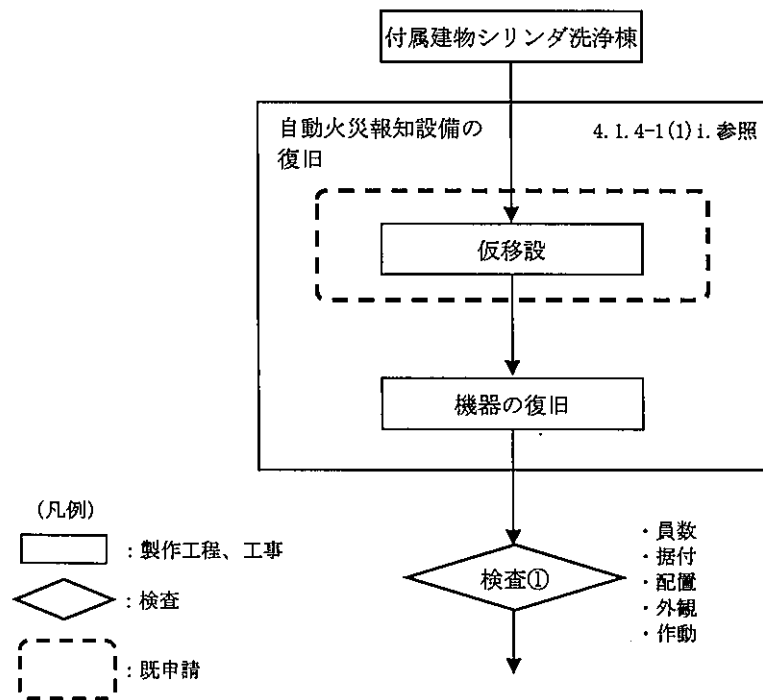 付属建物シリンダ洗浄棟
自動火災報知設備の
復旧
4.1.4-1(1)i.参照
仮移設
機器の復旧
検査①
・員数
・据付
・配置
・外観
・作動
(凡例)
：製作工程、工事
：検査
：既申請